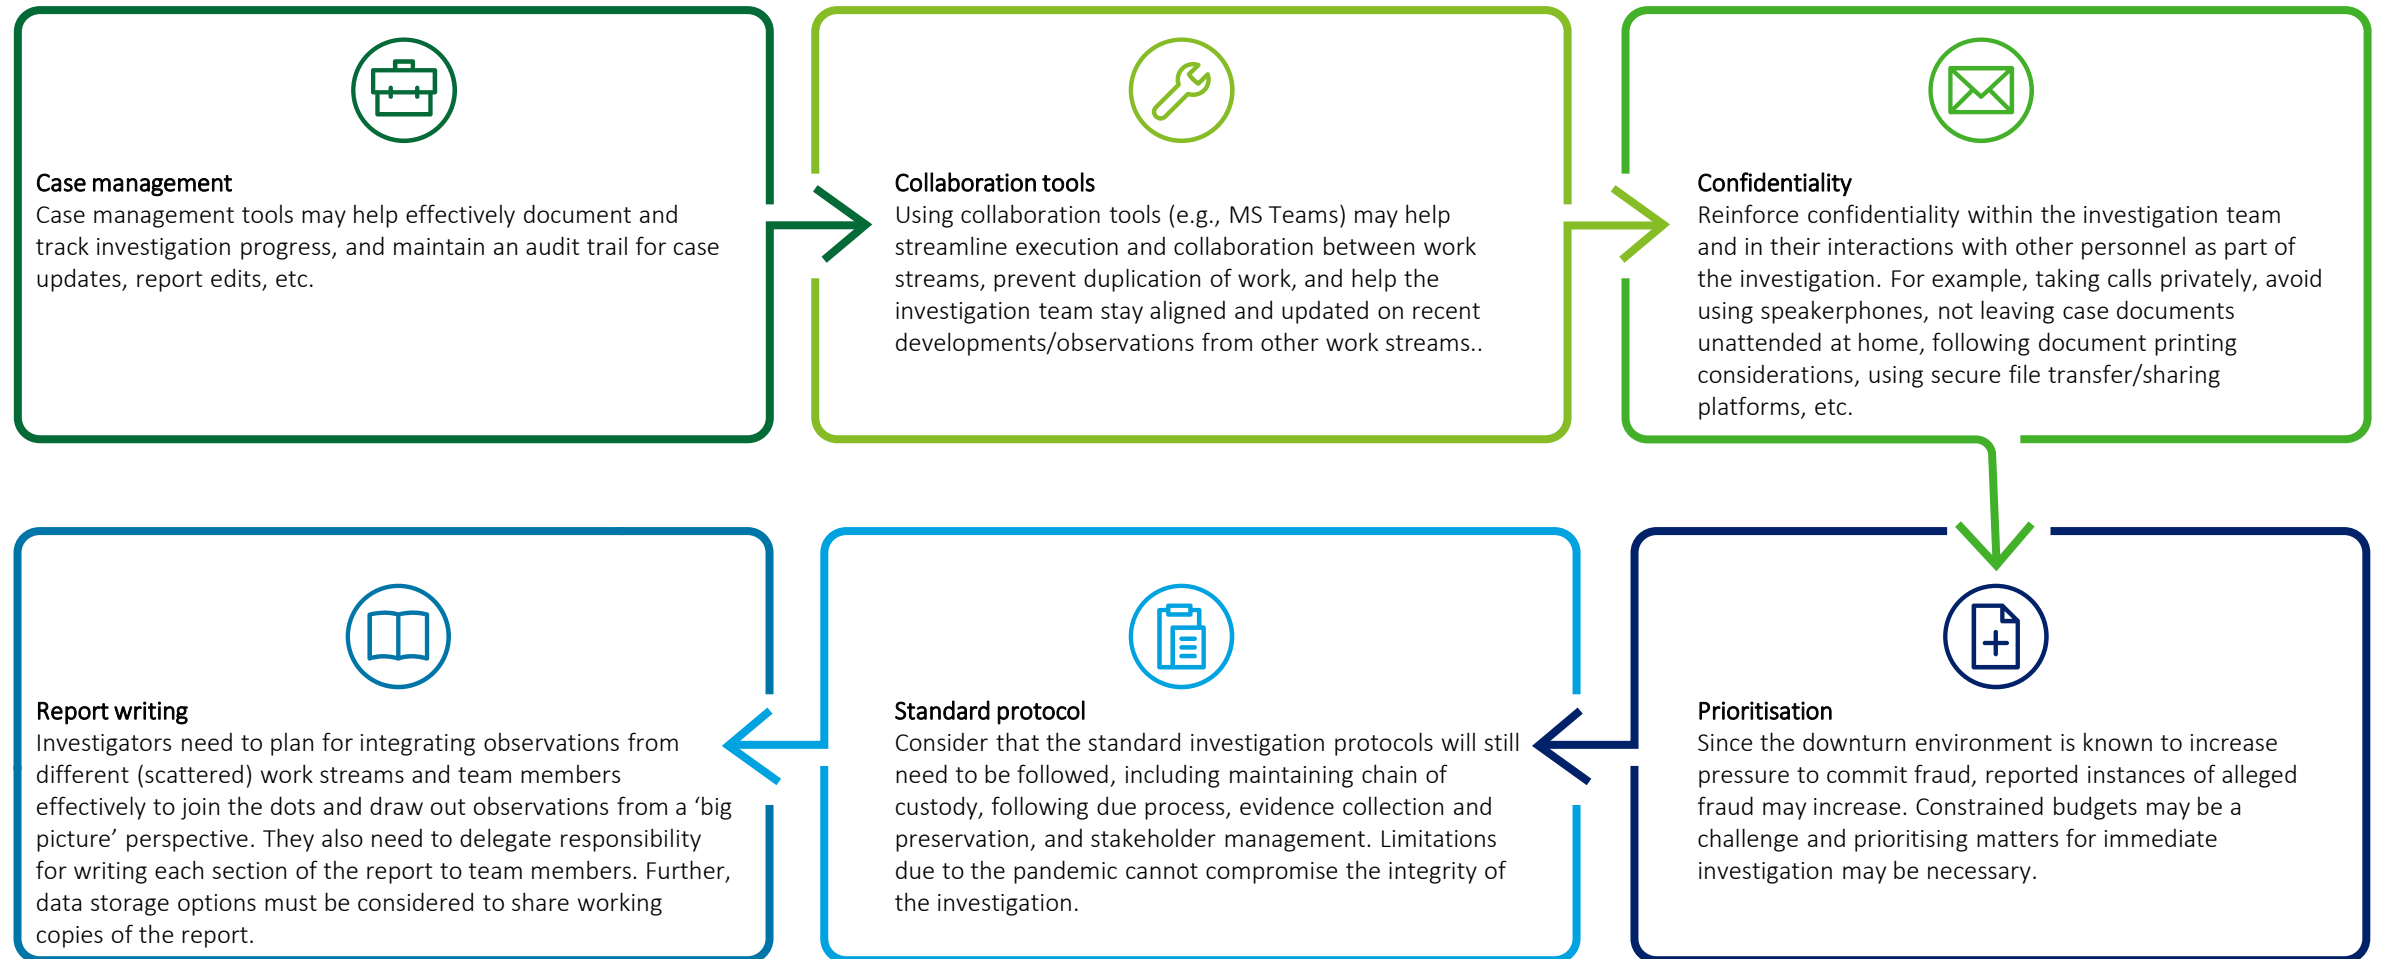 Case management
Case management tools may help effectively document and
track investigation progress, and maintain an audit trail for case
updates, report edits, etc.
Collaboration tools
Using collaboration tools (e.g., MS Teams) may help
streamline execution and collaboration between work
streams, prevent duplication of work, and help the
investigation team stay aligned and updated on recent
developments/observations from other work streams..
Confidentiality
Reinforce confidentiality within the investigation team
and in their interactions with other personnel as part of
the investigation. For example, taking calls privately, avoid
using speakerphones, not leaving case documents
unattended at home, following document printing
considerations, using secure file transfer/sharing
platforms, etc.
Prioritisation
Since the downturn environment is known to increase
pressure to commit fraud, reported instances of alleged
fraud may increase. Constrained budgets may be a
challenge and prioritising matters for immediate
investigation may be necessary.
Standard protocol
Consider that the standard investigation protocols will still
need to be followed, including maintaining chain of
custody, following due process, evidence collection and
preservation, and stakeholder management. Limitations
due to the pandemic cannot compromise the integrity of
the investigation.
Report writing
Investigators need to plan for integrating observations from
different (scattered) work streams and team members
effectively to join the dots and draw out observations from a ‘big
picture’ perspective. They also need to delegate responsibility
for writing each section of the report to team members. Further,
data storage options must be considered to share working
copies of the report.